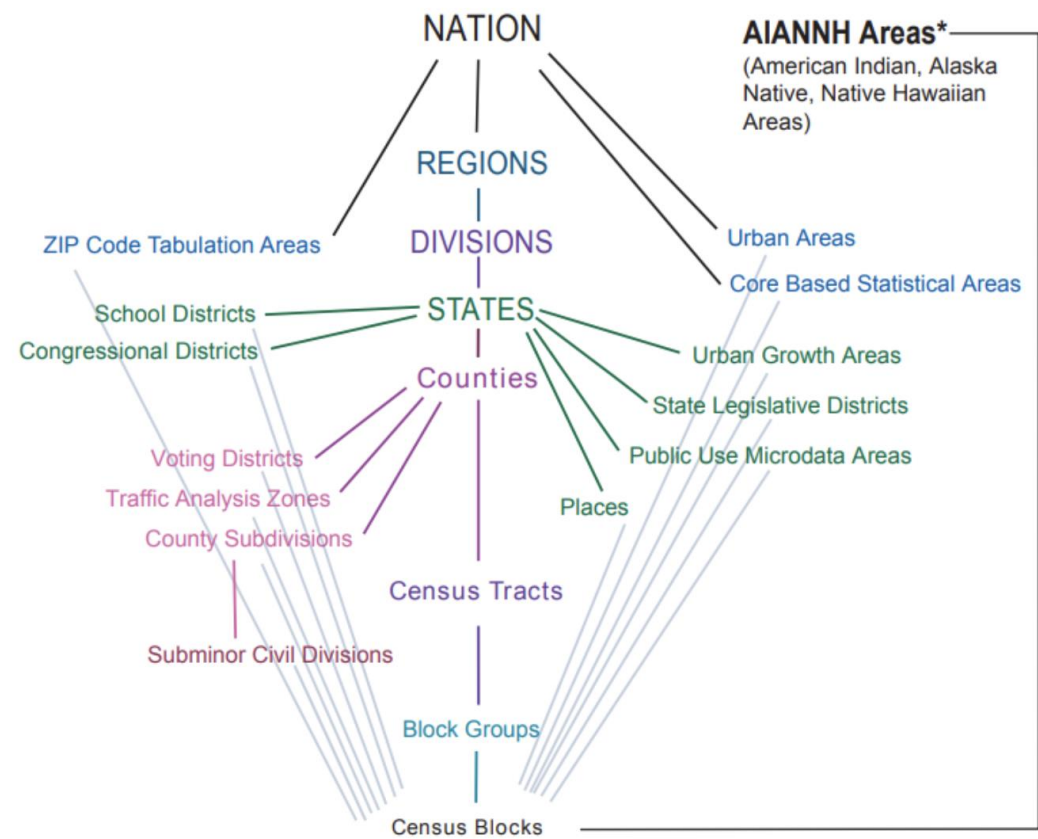 NATION
AIANNH Areas*
(American Indian, Alaska
Native, Native Hawaiian
Areas)
REGIONS
ZIP Code Tabulation Areas
DIVISIONS
Urban Areas
Core Based Statistical Areas
School Districts
STATES
Congressional Districts
Urban Growth Areas
Counties
State Legislative Districts
Voting Districts
Public Use Microdata Areas
Traffic Analysis Zones
Places
County Subdivisions
Census Tracts
Subminor Civil Divisions
Block Groups
Census Blocks